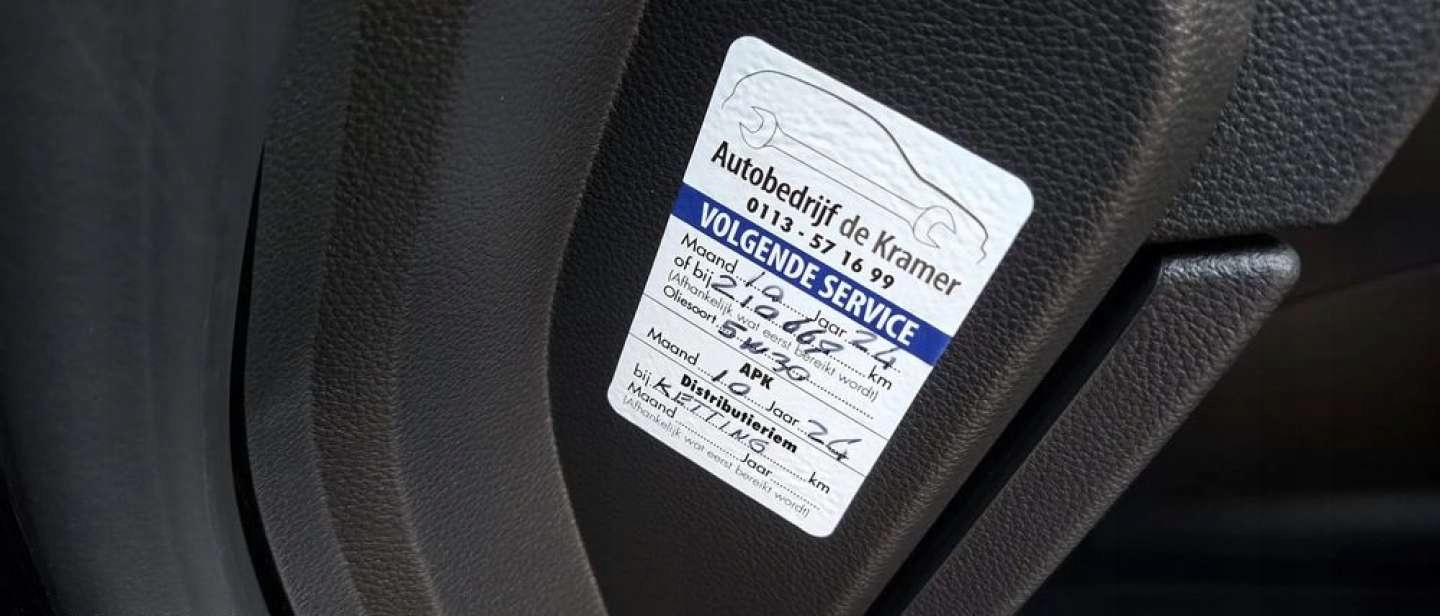 Autobedrijf de Kramer
0113 - 57 16 99
VOLGENDE SERVICE
Maand 10 Jaar 24
of bij 210667 km
(Afhankelijk wat eerst bereikt wordt)
Oliesoort 5W30
APK
Maand 10 Jaar 24
Distributieriem
bij KETTING km
Maand Jaar
(Afhankelijk wat eerst bereikt wordt)